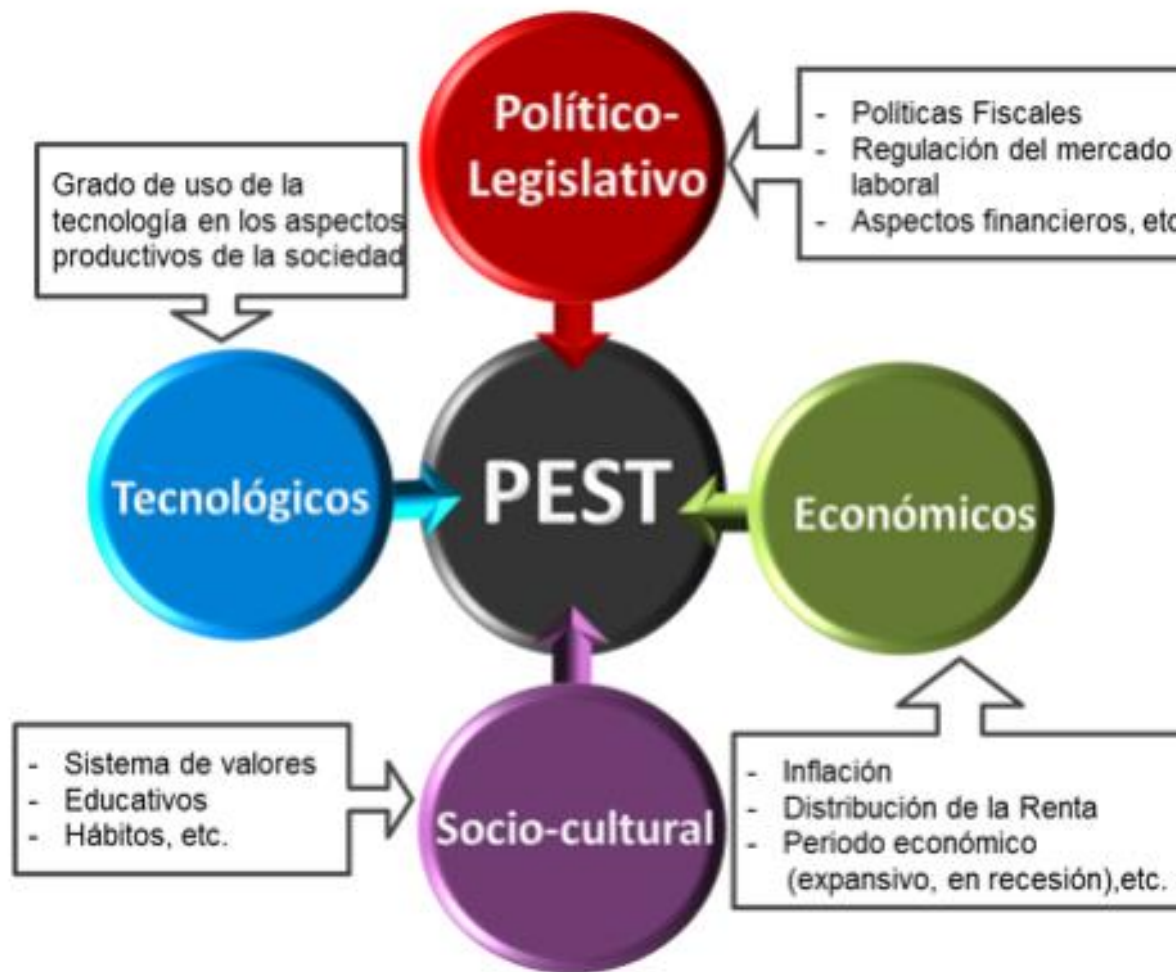 Político-
Legislativo
- Políticas Fiscales
- Regulación del mercado
laboral
- Aspectos financieros, etc
Grado de uso de la
tecnología en los aspectos
productivos de la sociedad
Tecnológicos
PEST
Económicos
- Sistema de valores
- Educativos
- Hábitos, etc.
Socio-cultural
- Inflación
- Distribución de la Renta
- Periodo económico
(expansivo, en recesión),etc.